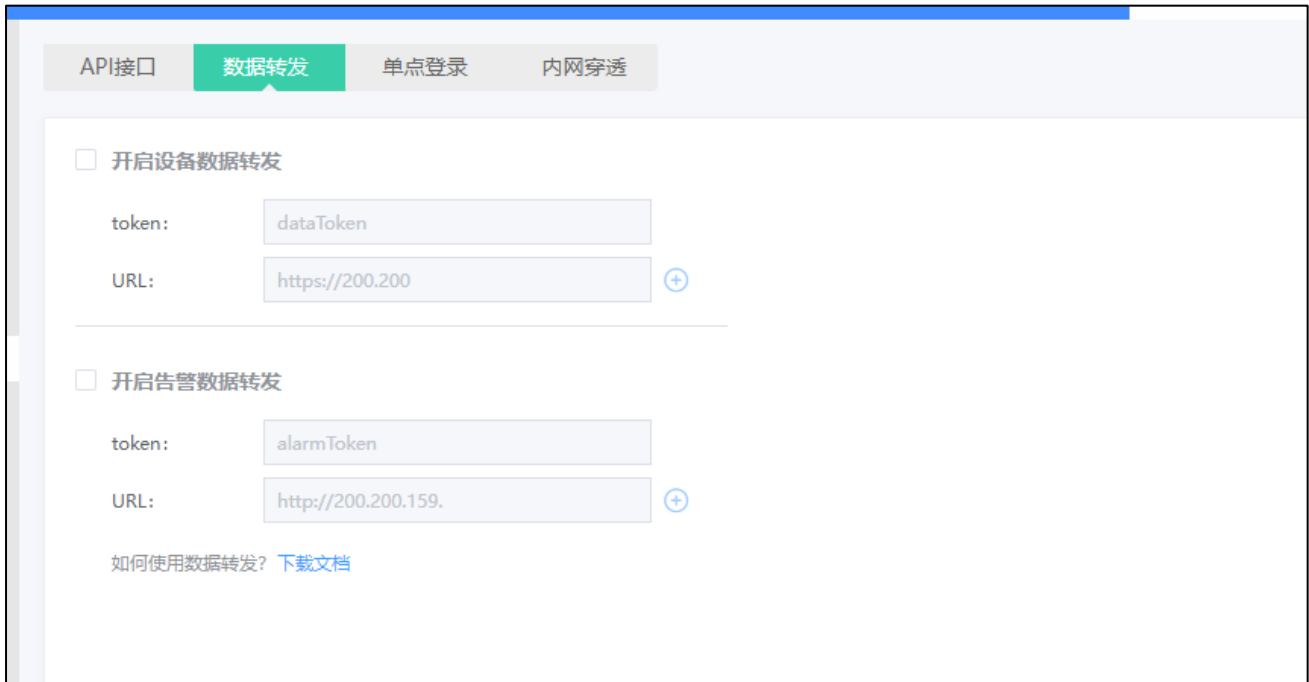 API接口 数据转发 单点登录 内网穿透
开启设备数据转发
token: dataToken
URL: https://200.200
开启告警数据转发
token: alarmToken
URL: http://200.200.159.
如何使用数据转发? 下载文档